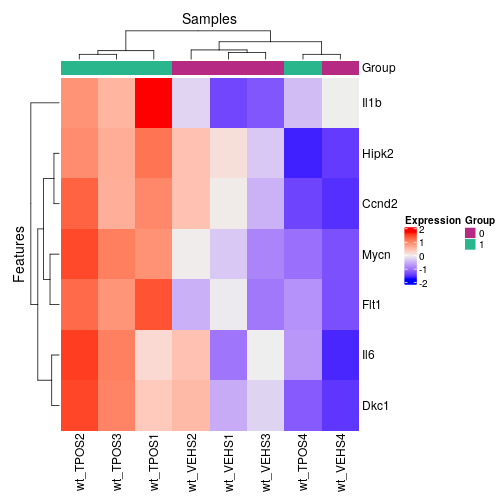 Samples
Group
Il1b
Hipk2
Ccnd2
Mycn
Flt1
Il6
Dkc1
Features
Expression
2
1
0
-1
-2
Group
0
1
wt_TPOS2
wt_TPOS3
wt_TPOS1
wt_VEHS2
wt_VEHS1
wt_VEHS3
wt_TPOS4
wt_VEHS4